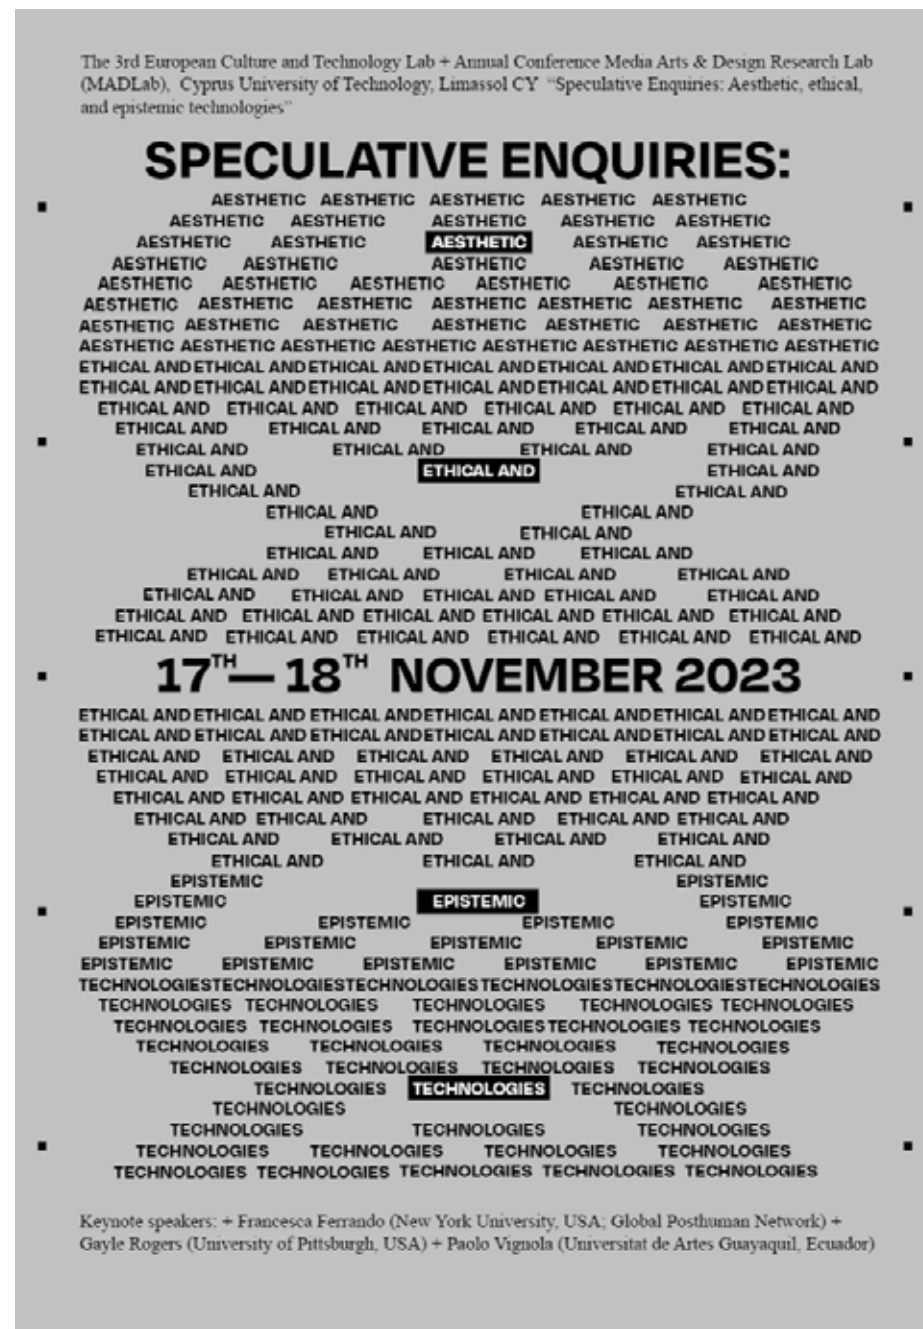 The 3rd European Culture and Technology Lab + Annual Conference Media Arts & Design Research Lab
(MADLab), Cyprus University of Technology, Limassol CY “Speculative Enquiries: Aesthetic, ethical,
and epistemic technologies”
SPECULATIVE ENQUIRIES:
AESTHETIC AESTHETIC AESTHETIC AESTHETIC AESTHETIC
AESTHETIC AESTHETIC AESTHETIC AESTHETIC AESTHETIC
AESTHETIC AESTHETIC AESTHETIC AESTHETIC AESTHETIC
AESTHETIC AESTHETIC AESTHETIC AESTHETIC AESTHETIC
AESTHETIC AESTHETIC AESTHETIC AESTHETIC AESTHETIC AESTHETIC
AESTHETIC AESTHETIC AESTHETIC AESTHETIC AESTHETIC AESTHETIC AESTHETIC
AESTHETIC AESTHETIC AESTHETIC AESTHETIC AESTHETIC AESTHETIC AESTHETIC
AESTHETIC AESTHETIC AESTHETIC AESTHETIC AESTHETIC AESTHETIC AESTHETIC AESTHETIC
ETHICAL AND ETHICAL AND ETHICAL AND ETHICAL AND ETHICAL AND ETHICAL AND ETHICAL AND
ETHICAL AND ETHICAL AND ETHICAL AND ETHICAL AND ETHICAL AND ETHICAL AND ETHICAL AND
ETHICAL AND ETHICAL AND ETHICAL AND ETHICAL AND ETHICAL AND ETHICAL AND
ETHICAL AND ETHICAL AND ETHICAL AND ETHICAL AND ETHICAL AND
ETHICAL AND ETHICAL AND ETHICAL AND ETHICAL AND
ETHICAL AND ETHICAL AND ETHICAL AND
ETHICAL AND ETHICAL AND
ETHICAL AND ETHICAL AND
ETHICAL AND ETHICAL AND
ETHICAL AND ETHICAL AND ETHICAL AND
ETHICAL AND ETHICAL AND ETHICAL AND ETHICAL AND
ETHICAL AND ETHICAL AND ETHICAL AND ETHICAL AND ETHICAL AND
ETHICAL AND ETHICAL AND ETHICAL AND ETHICAL AND ETHICAL AND ETHICAL AND
ETHICAL AND ETHICAL AND ETHICAL AND ETHICAL AND ETHICAL AND ETHICAL AND
17TH— 18TH NOVEMBER 2023
ETHICAL AND ETHICAL AND ETHICAL AND ETHICAL AND ETHICAL AND ETHICAL AND ETHICAL AND
ETHICAL AND ETHICAL AND ETHICAL AND ETHICAL AND ETHICAL AND ETHICAL AND ETHICAL AND
ETHICAL AND ETHICAL AND ETHICAL AND ETHICAL AND ETHICAL AND ETHICAL AND
ETHICAL AND ETHICAL AND ETHICAL AND ETHICAL AND ETHICAL AND ETHICAL AND
ETHICAL AND ETHICAL AND ETHICAL AND ETHICAL AND ETHICAL AND ETHICAL AND
ETHICAL AND ETHICAL AND ETHICAL AND ETHICAL AND ETHICAL AND
ETHICAL AND ETHICAL AND ETHICAL AND ETHICAL AND
ETHICAL AND ETHICAL AND ETHICAL AND
EPISTEMIC EPISTEMIC
EPISTEMIC EPISTEMIC EPISTEMIC
EPISTEMIC EPISTEMIC EPISTEMIC EPISTEMIC
EPISTEMIC EPISTEMIC EPISTEMIC EPISTEMIC EPISTEMIC
EPISTEMIC EPISTEMIC EPISTEMIC EPISTEMIC EPISTEMIC EPISTEMIC
TECHNOLOGIES TECHNOLOGIES TECHNOLOGIES TECHNOLOGIES TECHNOLOGIES TECHNOLOGIES
TECHNOLOGIES TECHNOLOGIES TECHNOLOGIES TECHNOLOGIES TECHNOLOGIES
TECHNOLOGIES TECHNOLOGIES TECHNOLOGIES TECHNOLOGIES TECHNOLOGIES
TECHNOLOGIES TECHNOLOGIES TECHNOLOGIES TECHNOLOGIES
TECHNOLOGIES TECHNOLOGIES TECHNOLOGIES TECHNOLOGIES
TECHNOLOGIES TECHNOLOGIES TECHNOLOGIES
TECHNOLOGIES TECHNOLOGIES
TECHNOLOGIES TECHNOLOGIES TECHNOLOGIES
TECHNOLOGIES TECHNOLOGIES TECHNOLOGIES TECHNOLOGIES
TECHNOLOGIES TECHNOLOGIES TECHNOLOGIES TECHNOLOGIES TECHNOLOGIES
Keynote speakers: + Francesca Ferrando (New York University, USA; Global Posthuman Network) +
Gayle Rogers (University of Pittsburgh, USA) + Paolo Vignola (Universitat de Artes Guayaquil, Ecuador)